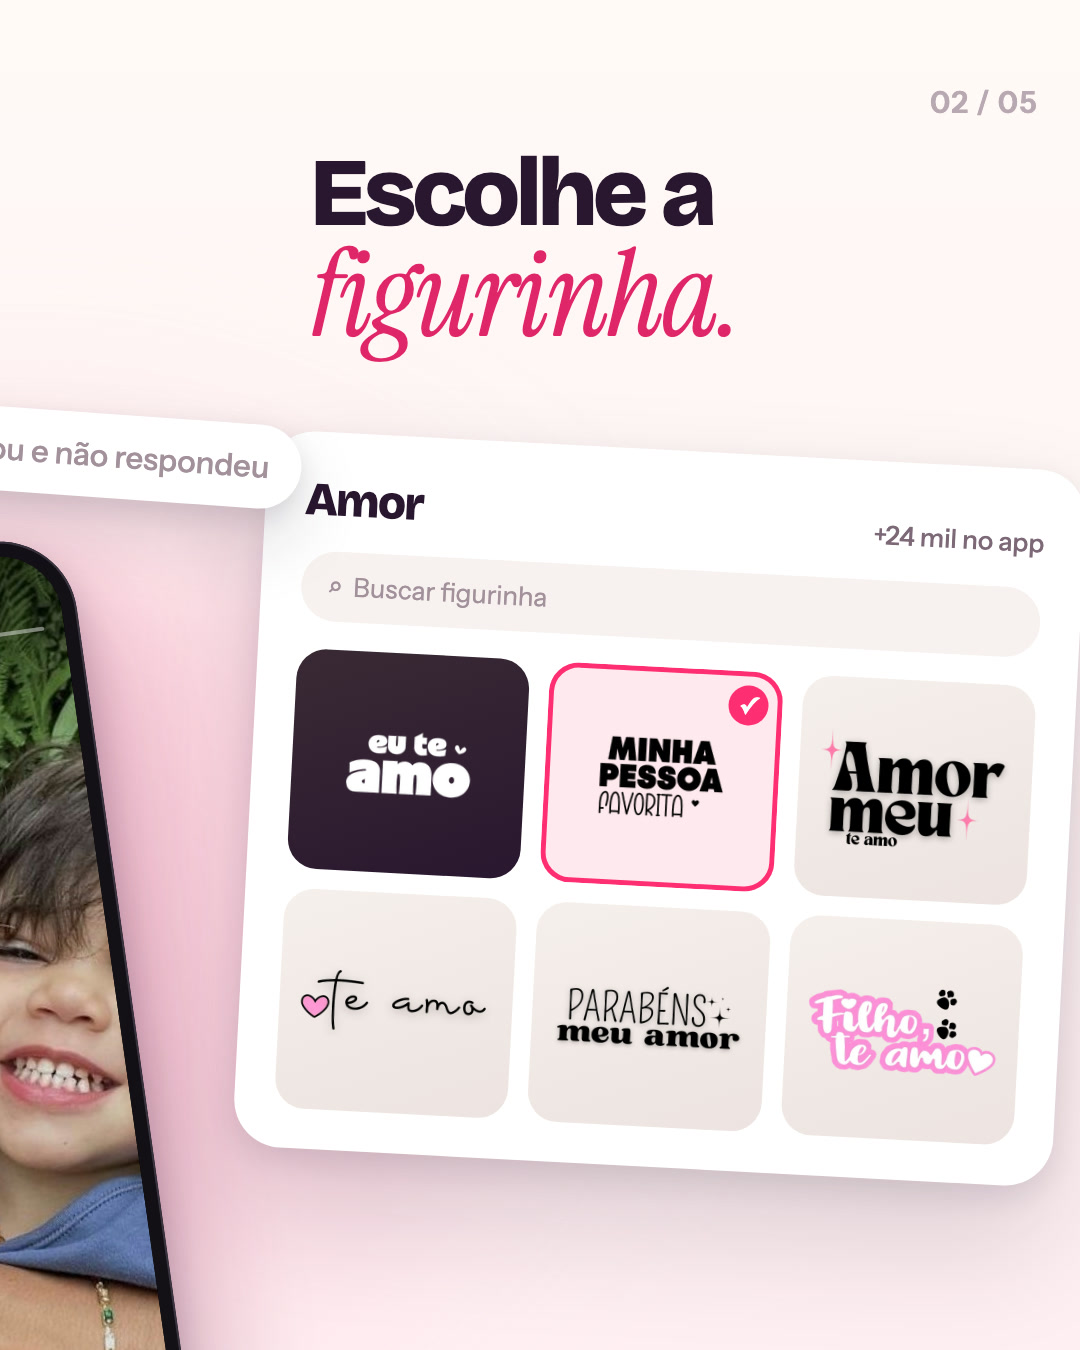 02 / 05
Escolhe a
figurinha.
e não respondeu
Amor
+24 mil no app
Buscar figurinha
eu te
amo
MINHA
PESSOA
FAVORITA
Amor
meu
te amo
te amo
PARABÉNS
meu amor
Filho,
te amo